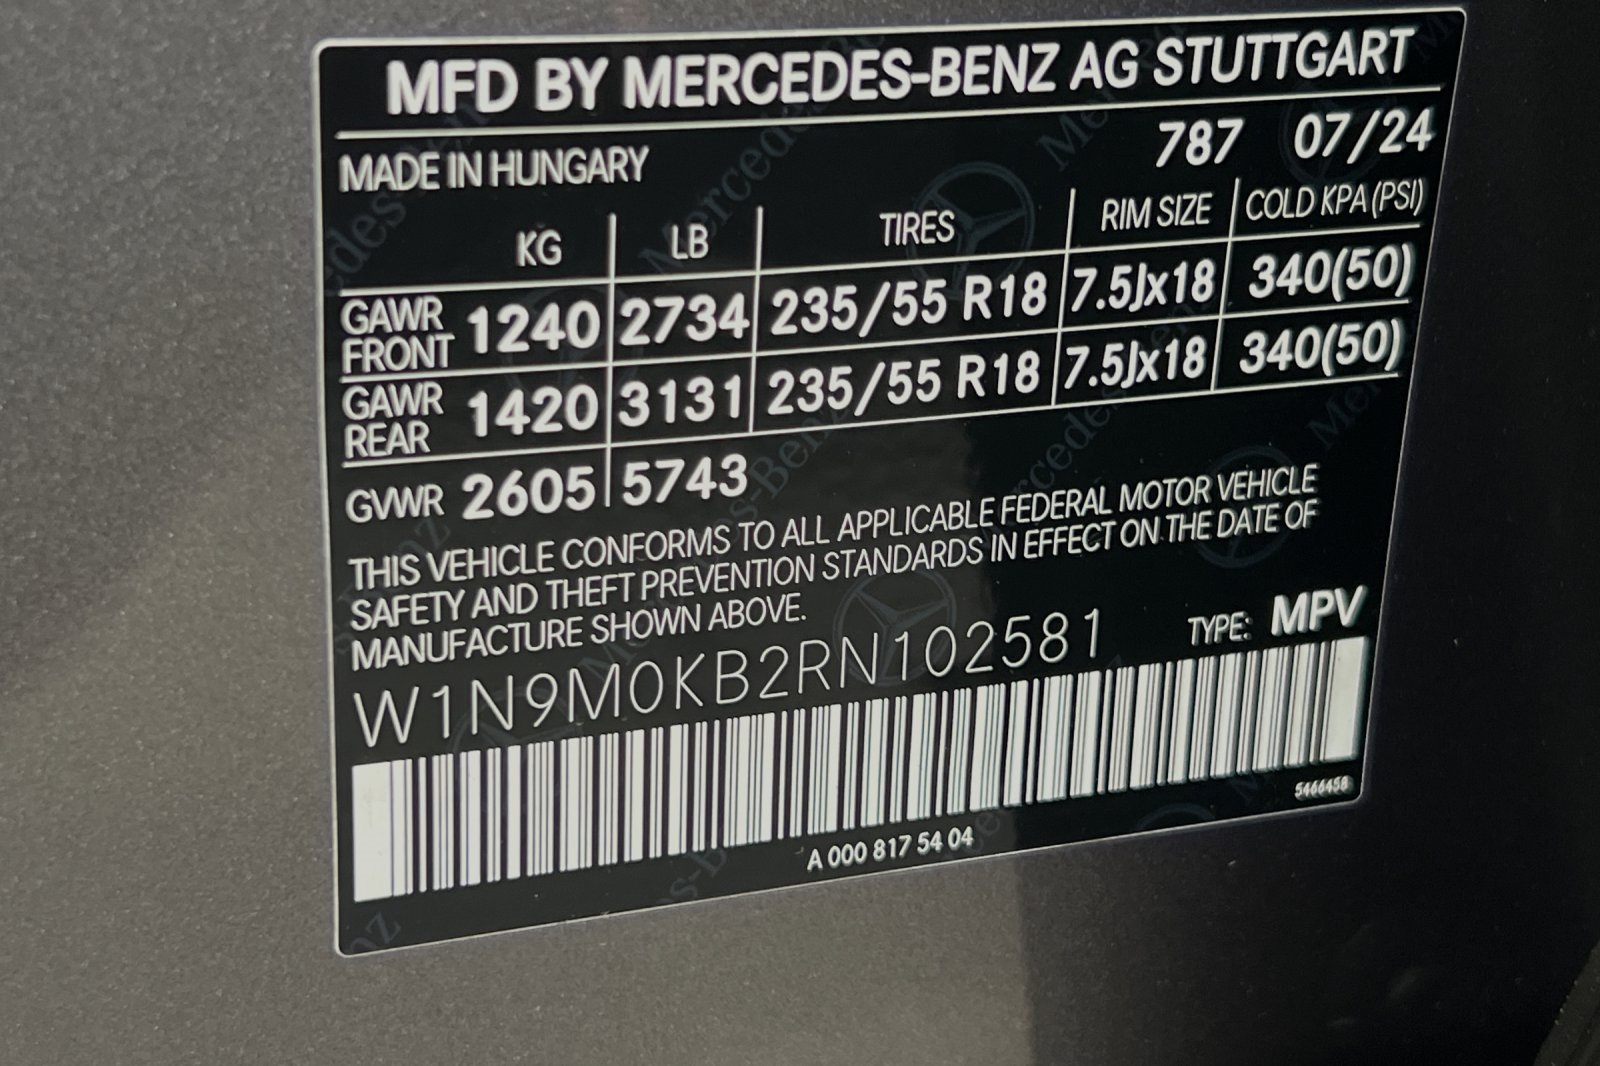 MFD BY MERCEDES-BENZ AG STUTTGART
MADE IN HUNGARY 787 07/24
KG LB TIRES RIM SIZE COLD KPA (PSI)
GAWR FRONT 1240 2734 235/55 R18 7.5Jx18 340(50)
GAWR REAR 1420 3131 235/55 R18 7.5Jx18 340(50)
GVWR 2605 5743
THIS VEHICLE CONFORMS TO ALL APPLICABLE FEDERAL MOTOR VEHICLE
SAFETY AND THEFT PREVENTION STANDARDS IN EFFECT ON THE DATE OF
MANUFACTURE SHOWN ABOVE.
W1N9M0KB2RN102581 TYPE: MPV
5466458
A 000 817 54 04